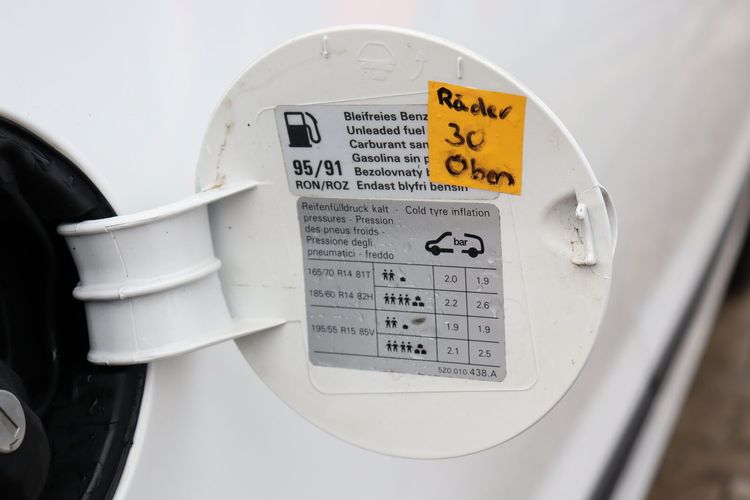 Bleifreies Benz
Unleaded fuel
Carburant san
Gasolina sin p
Bezolovnatý b
Endast blyfri bensin
95/91
RON/ROZ
Räder
30
Oben
Reifenfülldruck kalt - Cold tyre inflation
pressures - Pression
des pneus froids -
Pressione degli
pneumatici - freddo
bar
165/70 R14 81T 2.0 1.9
185/60 R14 82H 2.2 2.6
195/55 R15 85V 1.9 1.9
2.1 2.5
5Z0.010.438.A